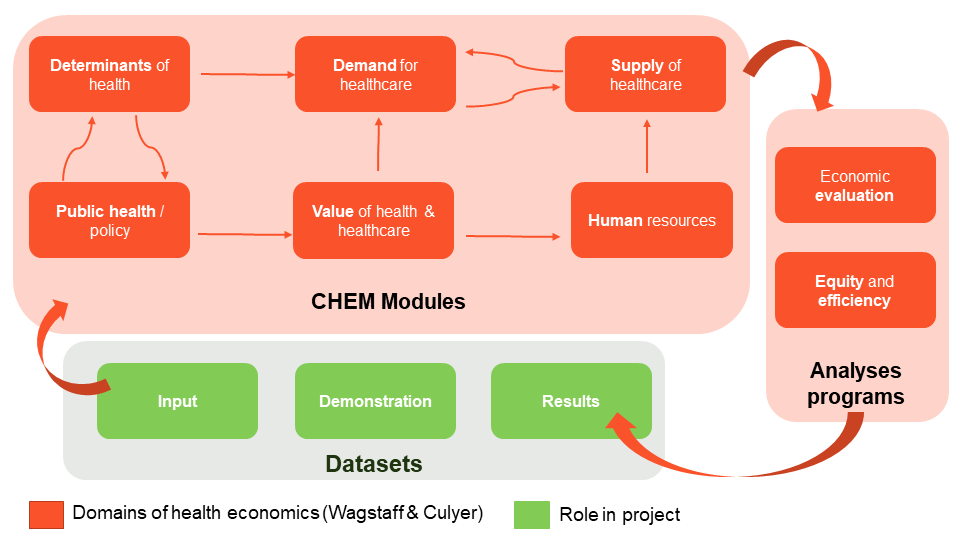 Determinants of
health
Demand for
healthcare
Supply of
healthcare
Public health /
policy
Value of health &
healthcare
Human resources
CHEM Modules
Economic
evaluation
Equity and
efficiency
Analyses
programs
Input
Demonstration
Results
Datasets
Domains of health economics (Wagstaff & Culyer)
Role in project